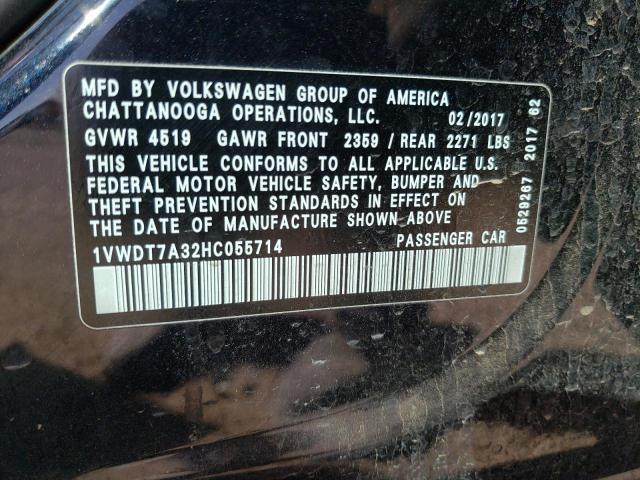 MFD BY VOLKSWAGEN GROUP OF AMERICA
CHATTANOOGA OPERATIONS, LLC. 02/2017
GVWR 4519 GAWR FRONT 2359 / REAR 2271 LBS
THIS VEHICLE CONFORMS TO ALL APPLICABLE U.S.
FEDERAL MOTOR VEHICLE SAFETY, BUMPER AND
THEFT PREVENTION STANDARDS IN EFFECT ON
THE DATE OF MANUFACTURE SHOWN ABOVE
1VWDT7A32HC055714 PASSENGER CAR
0529267 2017 62